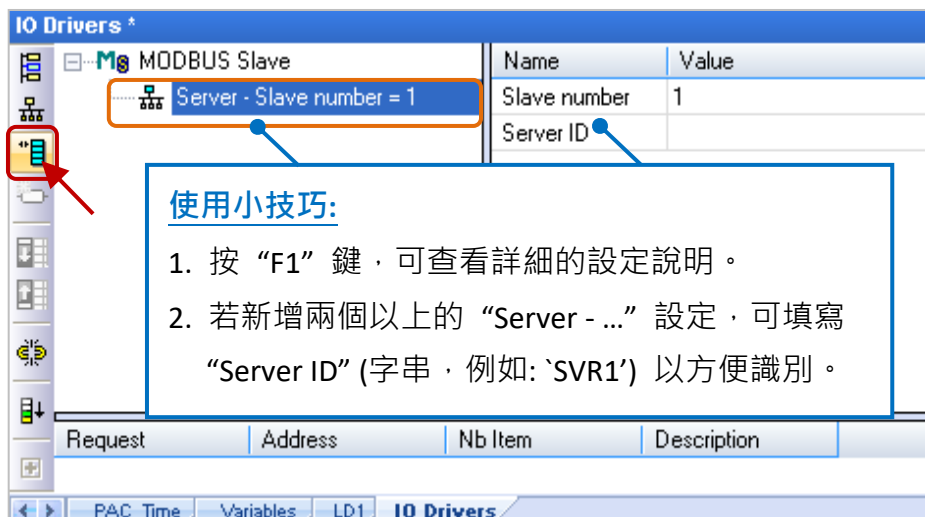 IO Drivers *
MODBUS Slave
Server - Slave number = 1
Name Value
Slave number 1
Server ID
使用小技巧:
1. 按 “F1” 鍵，可查看詳細的設定說明。
2. 若新增兩個以上的 “Server - …” 設定，可填寫
“Server ID” (字串，例如: `SVR1') 以方便識別。
Request Address Nb Item Description
PAC_Time Variables LD1 IO Drivers